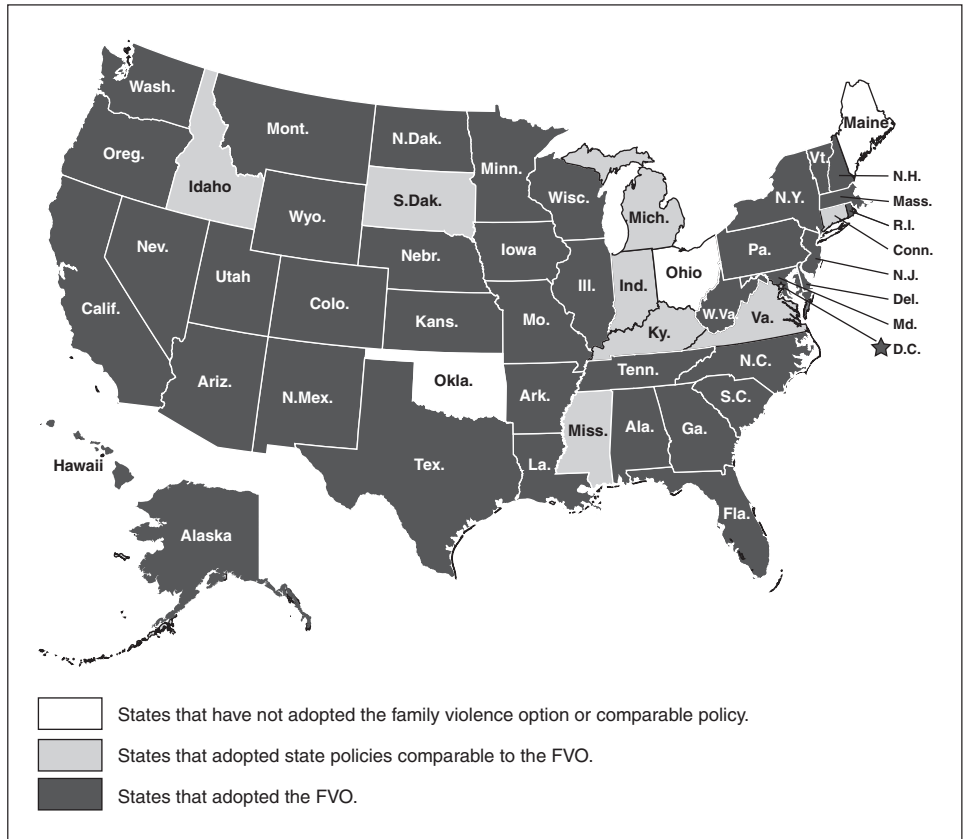 Wash.
Mont.
N.Dak.
Minn.
Maine
Vt.
Oreg.
Idaho
S.Dak.
Wisc.
Mich.
N.Y.
N.H.
Mass.
R.I.
Conn.
N.J.
Del.
Md.
D.C.
Wyo.
Nev.
Utah
Nebr.
Iowa
Pa.
Ohio
Ill.
Ind.
Calif.
Colo.
Kans.
Mo.
W.Va
Va.
Ky.
Ariz.
N.Mex.
Okla.
Ark.
Tenn.
N.C.
S.C.
Miss.
Ala.
Ga.
Tex.
La.
Hawaii
Fla.
Alaska
States that have not adopted the family violence option or comparable policy.
States that adopted state policies comparable to the FVO.
States that adopted the FVO.